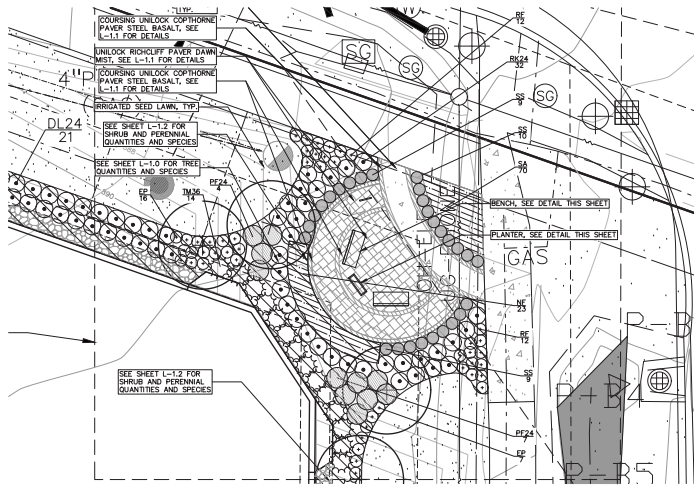 TYP.
COURSING UNILOCK COPTHORNE
PAVER STEEL BASALT, SEE
L-1.1 FOR DETAILS
UNILOCK RICHCLIFF PAVER DAWN
MIST, SEE L-1.1 FOR DETAILS
COURSING UNILOCK COPTHORNE
PAVER STEEL BASALT, SEE
L-1.1 FOR DETAILS
4"P
IRRIGATED SEED LAWN, TYP.
DL24
21
SEE SHEET L-1.2 FOR
SHRUB AND PERENNIAL
QUANTITIES AND SPECIES
SEE SHEET L-1.0 FOR TREE
QUANTITIES AND SPECIES
EP
16
TM36
14
PF24
4
SG
SG
SG
W
RF
12
RK24
32
SS
9
SS
10
SA
70
BENCH, SEE DETAIL THIS SHEET
PLANTER, SEE DETAIL THIS SHEET
GAS
NF
23
RF
12
SS
9
PF24
7
EP
7
SEE SHEET L-1.2 FOR
SHRUB AND PERENNIAL
QUANTITIES AND SPECIES
P-B
P+B4
P-B5